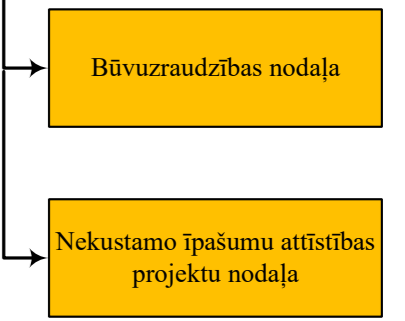 Būvuzraudzības nodaļa
Nekustamo īpašumu attīstības
projektu nodaļa